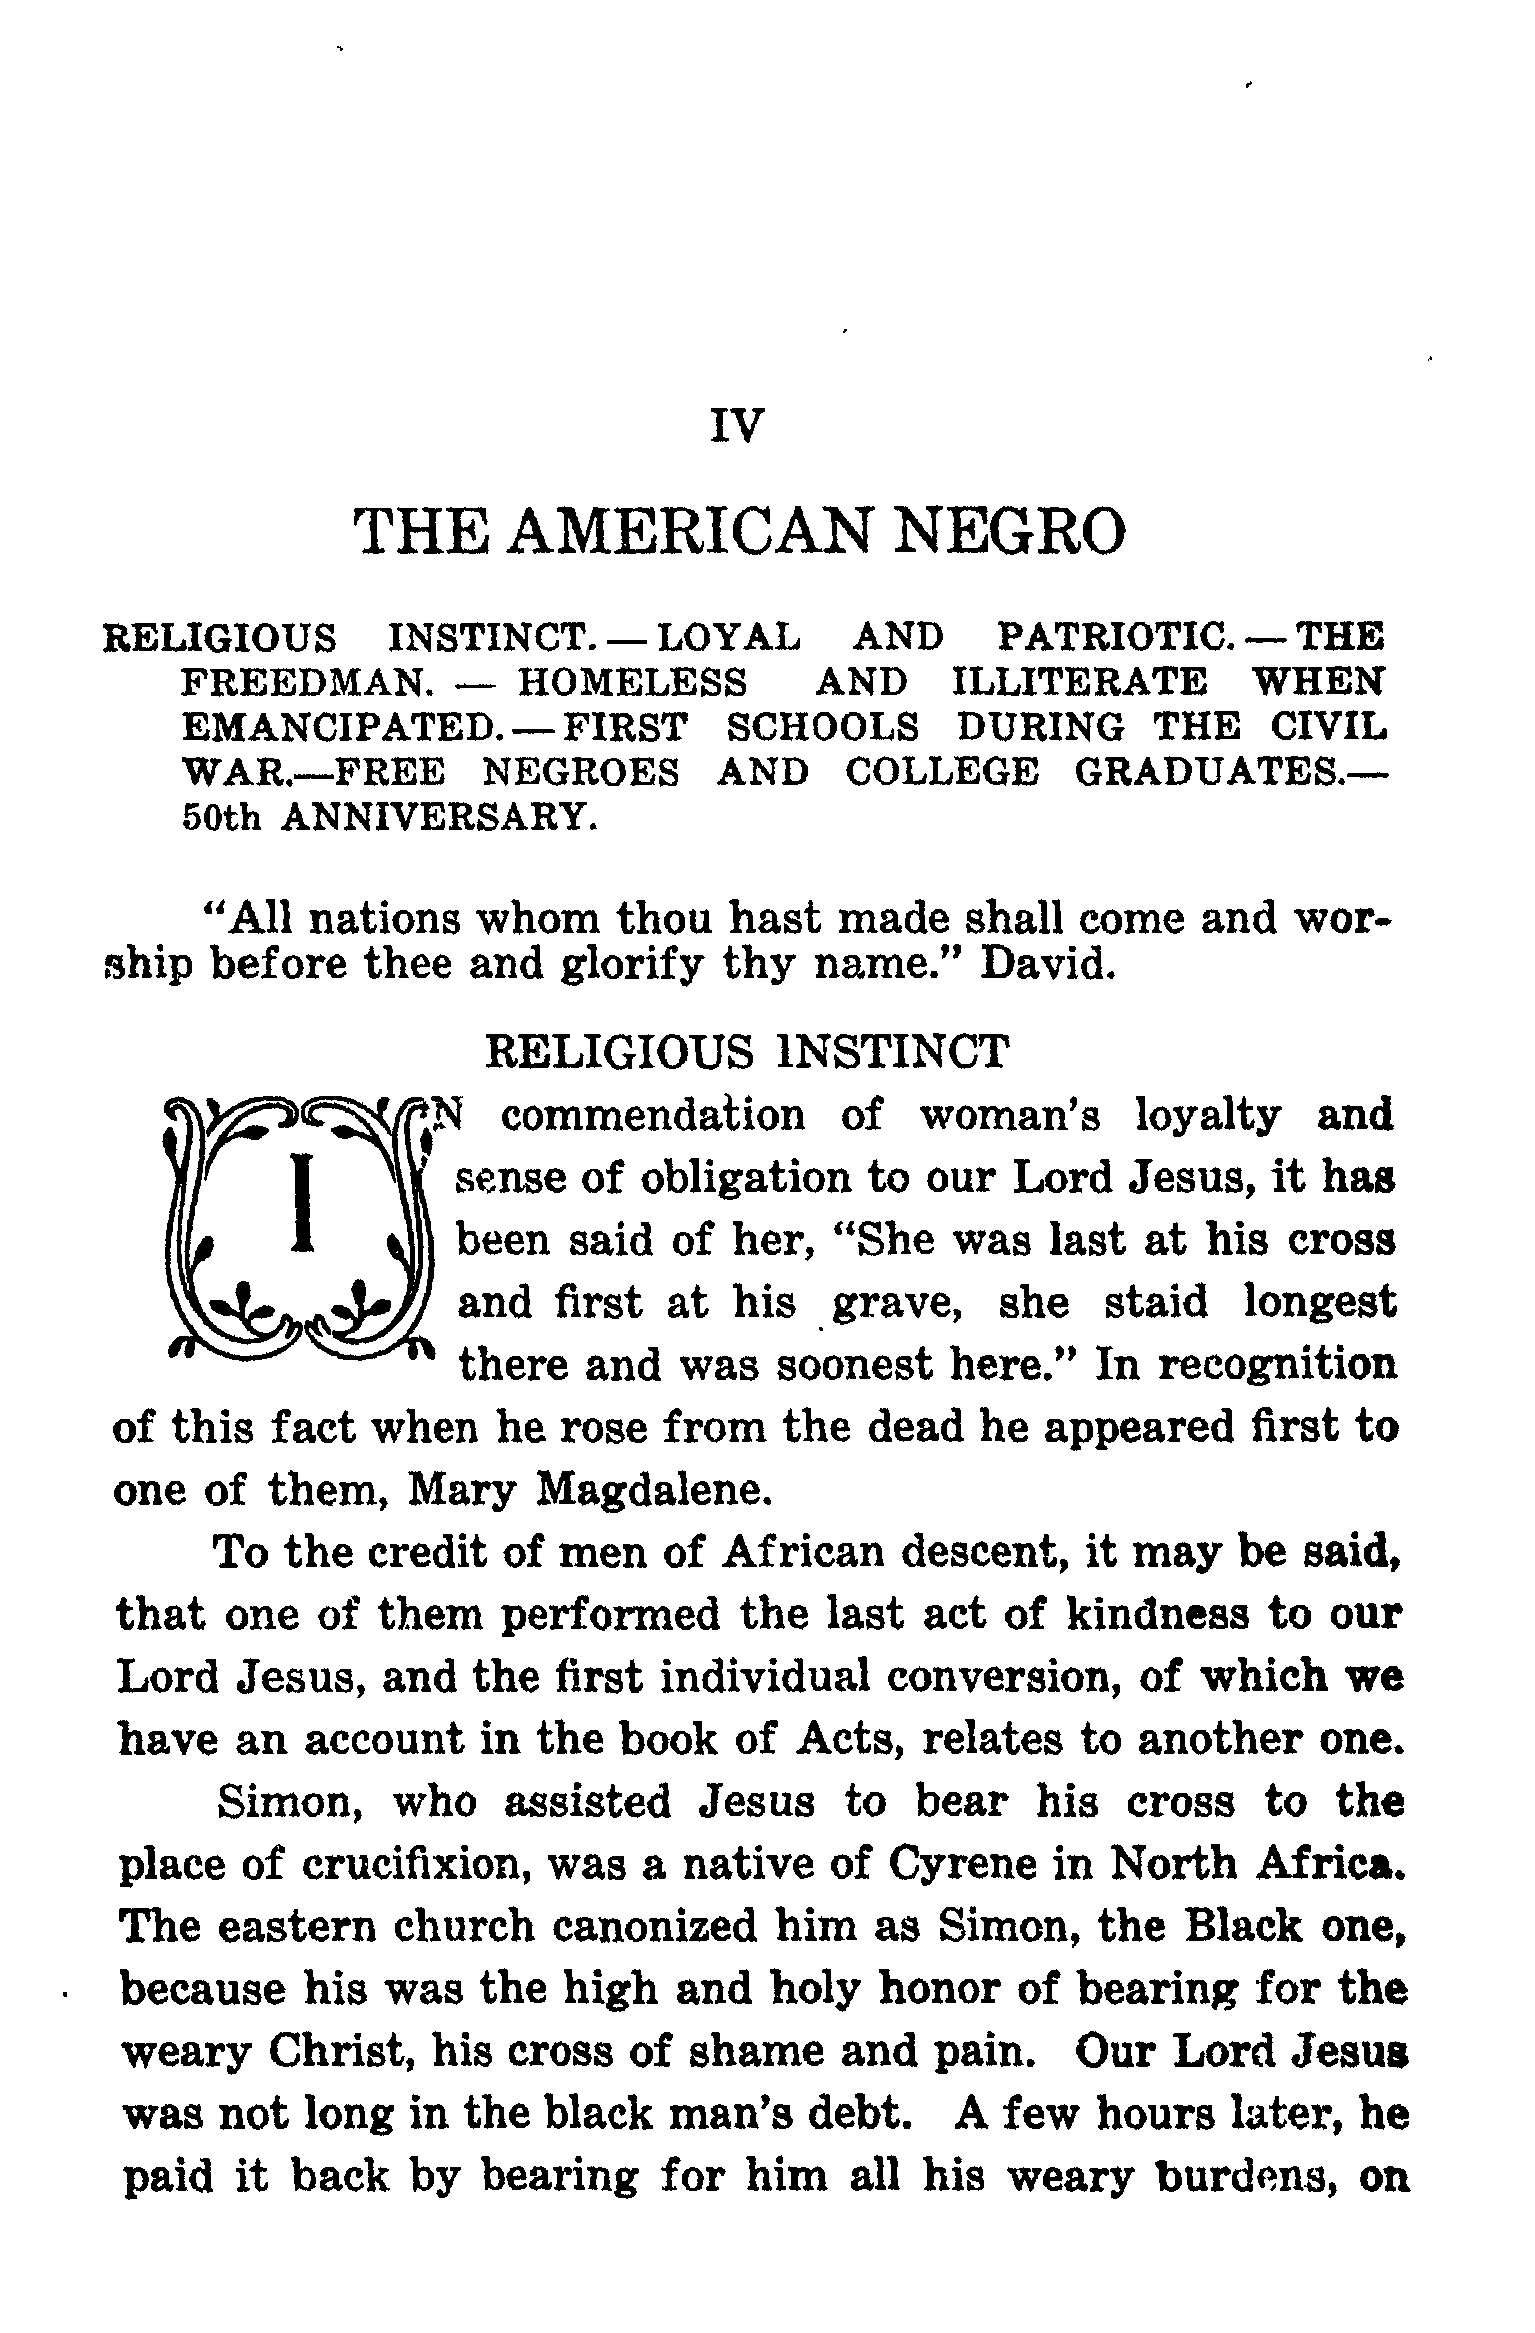 IV
THE AMERICAN NEGRO
RELIGIOUS INSTINCT.—LOYAL AND PATRIOTIC.—THE
FREEDMAN. — HOMELESS AND ILLITERATE WHEN
EMANCIPATED.—FIRST SCHOOLS DURING THE CIVIL
WAR.—FREE NEGROES AND COLLEGE GRADUATES.—
50th ANNIVERSARY.
"All nations whom thou hast made shall come and wor-
ship before thee and glorify thy name." David.
RELIGIOUS INSTINCT
IN commendation of woman's loyalty and
sense of obligation to our Lord Jesus, it has
been said of her, "She was last at his cross
and first at his grave, she staid longest
there and was soonest here." In recognition
of this fact when he rose from the dead he appeared first to
one of them, Mary Magdalene.
To the credit of men of African descent, it may be said,
that one of them performed the last act of kindness to our
Lord Jesus, and the first individual conversion, of which we
have an account in the book of Acts, relates to another one.
Simon, who assisted Jesus to bear his cross to the
place of crucifixion, was a native of Cyrene in North Africa.
The eastern church canonized him as Simon, the Black one,
because his was the high and holy honor of bearing for the
weary Christ, his cross of shame and pain. Our Lord Jesus
was not long in the black man's debt. A few hours later, he
paid it back by bearing for him all his weary burdens, on